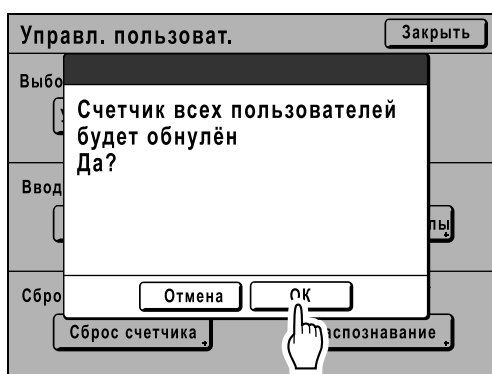 Управл. пользоват.
Закрыть
Выбо
Счетчик всех пользователей
будет обнулён
Да?
Ввод
пы
Сбро
Отмена
OK
Сброс счетчика
аспознавание